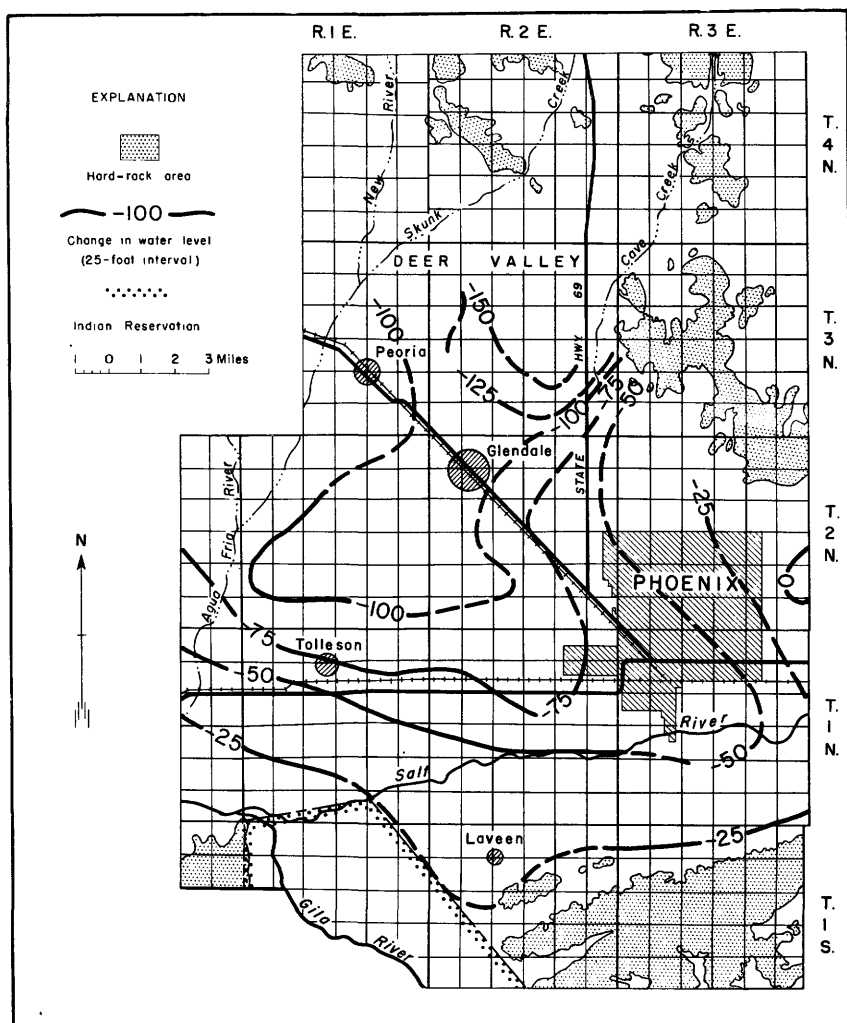 R. 1 E. R. 2 E. R. 3 E.
EXPLANATION
Hard-rack area
-100
Change in water level
(25-foot interval)
Indian Reservation
1 0 1 2 3 Miles
N
T. 4 N.
T. 3 N.
T. 2 N.
T. 1 N.
T. 1 S.
New River
Skunk Creek
Cave Creek
DEER VALLEY
STATE HWY. 69
-100
-150
-125
-100
-75
-50
Peoria
Glendale
-25
PHOENIX
0
Agua Fria River
-100
-75
Tolleson
-50
-75
-25
Salt River
-50
Laveen
-25
Gila River